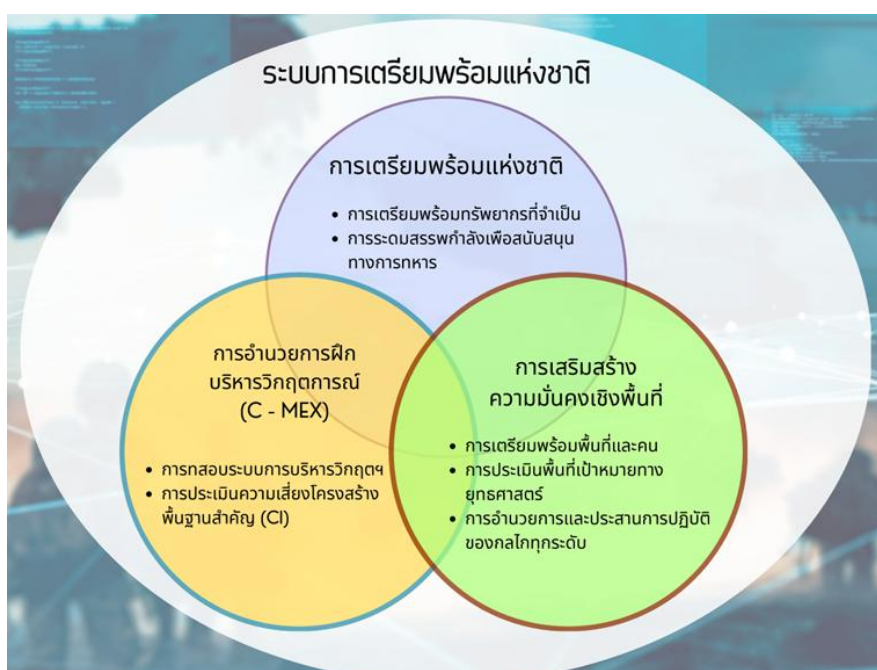 ระบบการเตรียมพร้อมแห่งชาติ
การเตรียมพร้อมแห่งชาติ
• การเตรียมพร้อมทรัพยากรที่จำเป็น
• การระดมสรรพกำลังเพื่อสนับสนุน
ทางการทหาร
การอำนวยการฝึก
บริหารวิกฤตการณ์
(C - MEX)
• การทสอบระบบการบริหารวิกฤตฯ
• การประเมินความเสี่ยงโครงสร้าง
พื้นฐานสำคัญ (CI)
การเสริมสร้าง
ความมั่นคงเชิงพื้นที่
• การเตรียมพร้อมพื้นที่และคน
• การประเมินพื้นที่เป้าหมายทาง
ยุทธศาสตร์
• การอำนวยการและประสานการปฏิบัติ
ของกลไกทุกระดับ